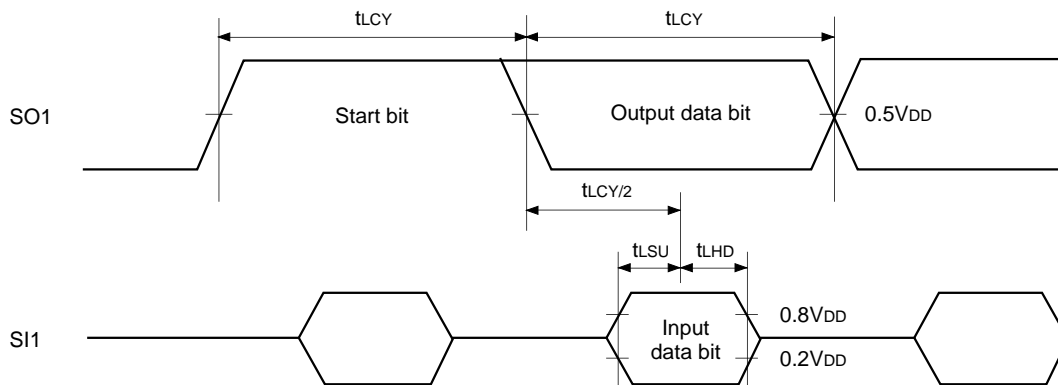 tLCY tLCY
SO1 Start bit Output data bit 0.5VDD
tLCY/2
tLSU tLHD
SI1 Input data bit 0.8VDD
0.2VDD